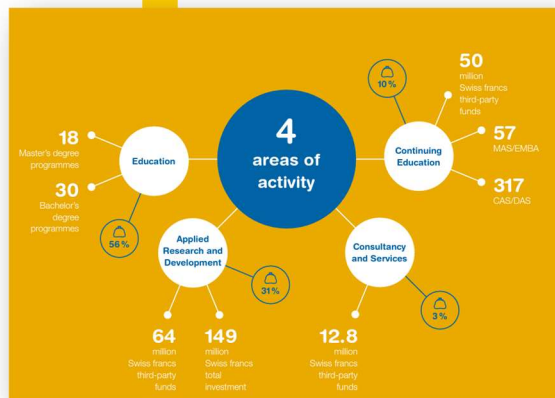 4
areas of
activity
Education
18
Master's degree
programmes
30
Bachelor's
degree
programmes
56%
Applied
Research and
Development
31%
64
million
Swiss francs
third-party
funds
149
million
Swiss francs
total
investment
Continuing
Education
10%
50
million
Swiss francs
third-party
funds
57
MAS/EMBA
317
CAS/DAS
Consultancy
and Services
3%
12.8
million
Swiss francs
third-party
funds